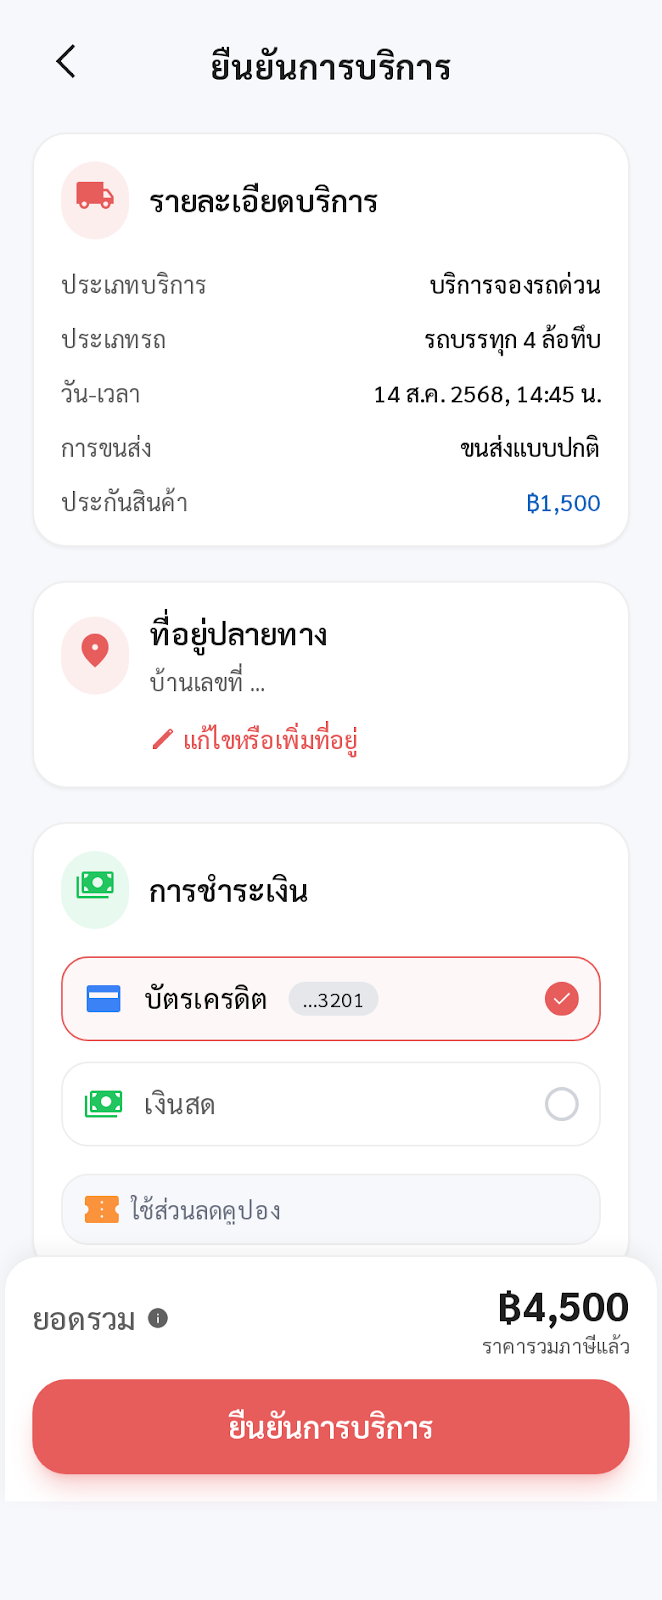 ยืนยันการบริการ
รายละเอียดบริการ
ประเภทบริการ บริการจองรถด่วน
ประเภทรถ รถบรรทุก 4 ล้อทึบ
วัน-เวลา 14 ส.ค. 2568, 14:45 น.
การขนส่ง ขนส่งแบบปกติ
ประกันสินค้า ฿1,500
ที่อยู่ปลายทาง
บ้านเลขที่ ...
แก้ไขหรือเพิ่มที่อยู่
การชำระเงิน
บัตรเครดิต ...3201
เงินสด
ใช้ส่วนลดคูปอง
ยอดรวม ฿4,500
ราคารวมภาษีแล้ว
ยืนยันการบริการ